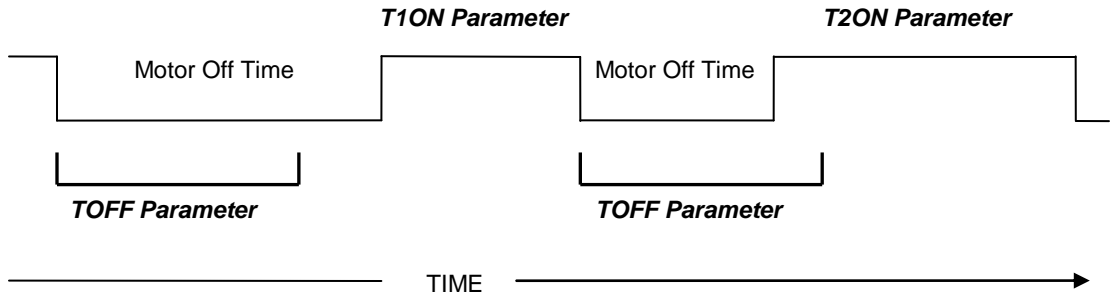 T1ON Parameter
T2ON Parameter
Motor Off Time
Motor Off Time
TOFF Parameter
TOFF Parameter
TIME